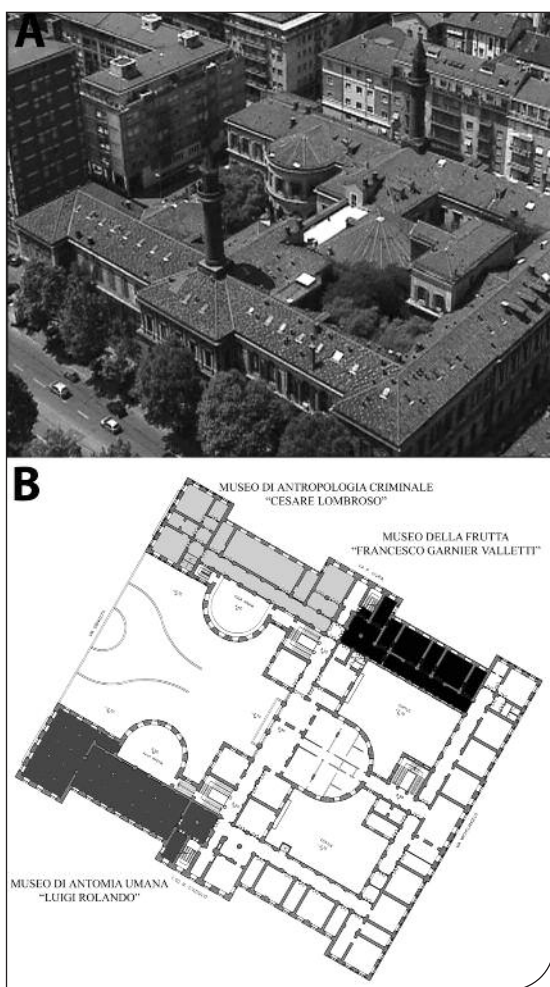 A
B
MUSEO DI ANTROPOLOGIA CRIMINALE
“CESARE LOMBROSO”
MUSEO DELLA FRUTTA
“FRANCESCO GARNIER VALLETTI”
MUSEO DI ANTOMIA UMANA
“LUIGI ROLANDO”